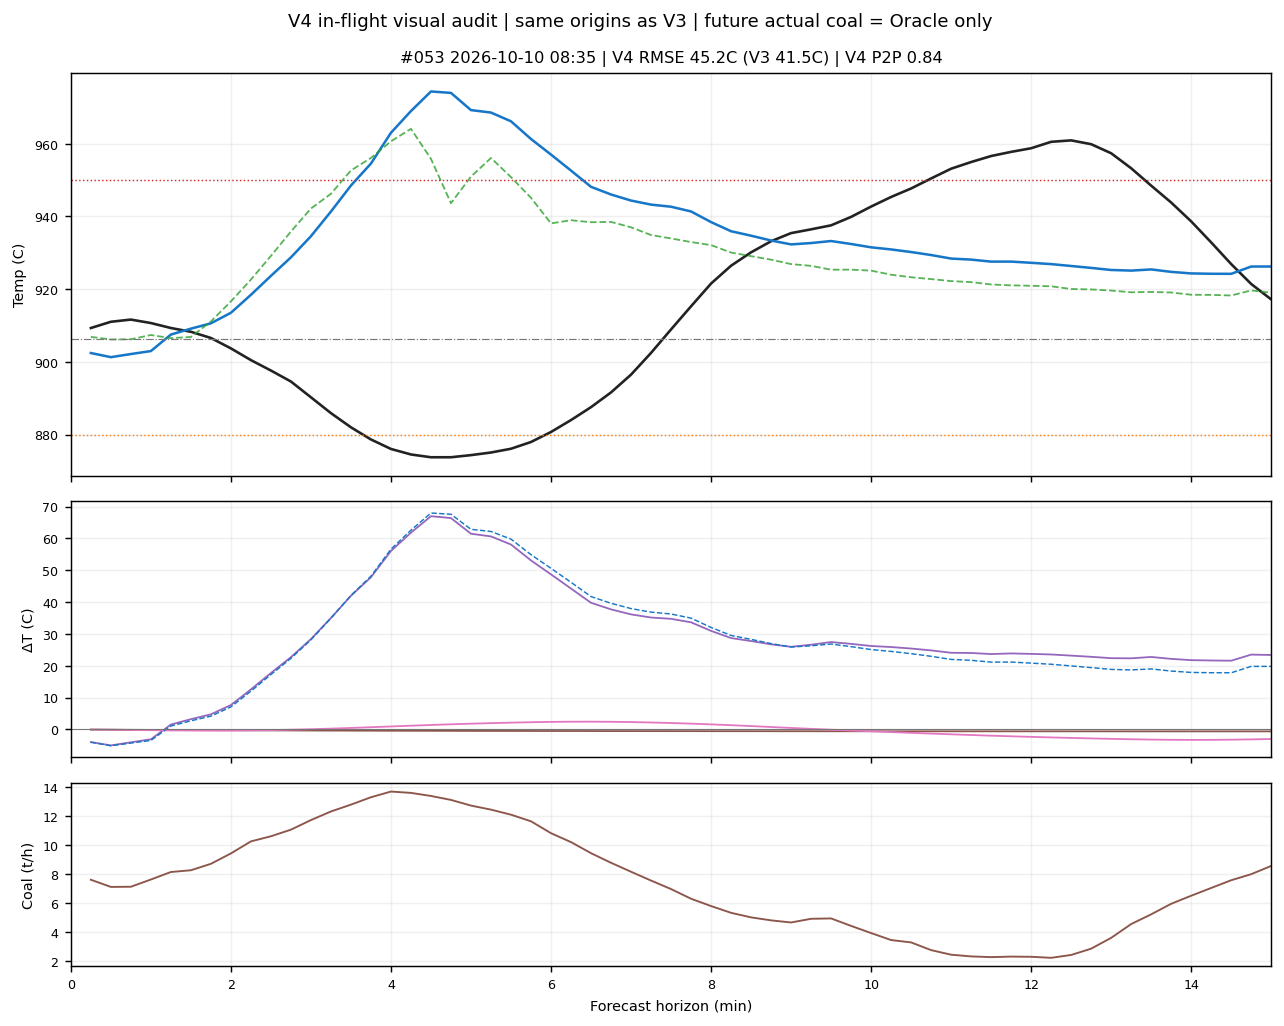 V4 in-flight visual audit | same origins as V3 | future actual coal = Oracle only
#053 2026-10-10 08:35 | V4 RMSE 45.2C (V3 41.5C) | V4 P2P 0.84
Temp (C)
960
940
920
900
880
ΔT (C)
70
60
50
40
30
20
10
0
Coal (t/h)
14
12
10
8
6
4
2
0 2 4 6 8 10 12 14
Forecast horizon (min)